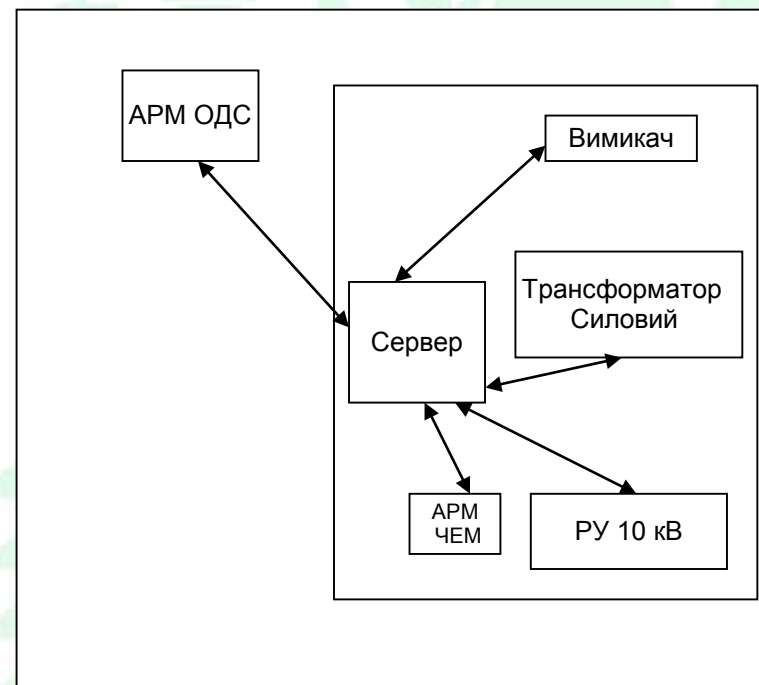 АРМ ОДС
Вимикач
Трансформатор
Силовий
Сервер
АРМ
ЧЕМ
РУ 10 кВ